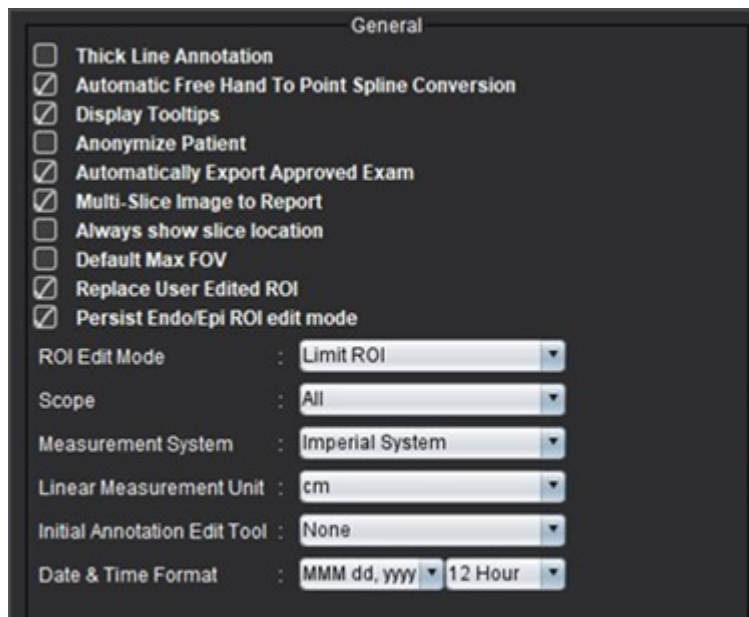 General
Thick Line Annotation
Automatic Free Hand To Point Spline Conversion
Display Tooltips
Anonymize Patient
Automatically Export Approved Exam
Multi-Slice Image to Report
Always show slice location
Default Max FOV
Replace User Edited ROI
Persist Endo/Epi ROI edit mode
ROI Edit Mode : Limit ROI
Scope : All
Measurement System : Imperial System
Linear Measurement Unit : cm
Initial Annotation Edit Tool : None
Date & Time Format : MMM dd, yyyy 12 Hour